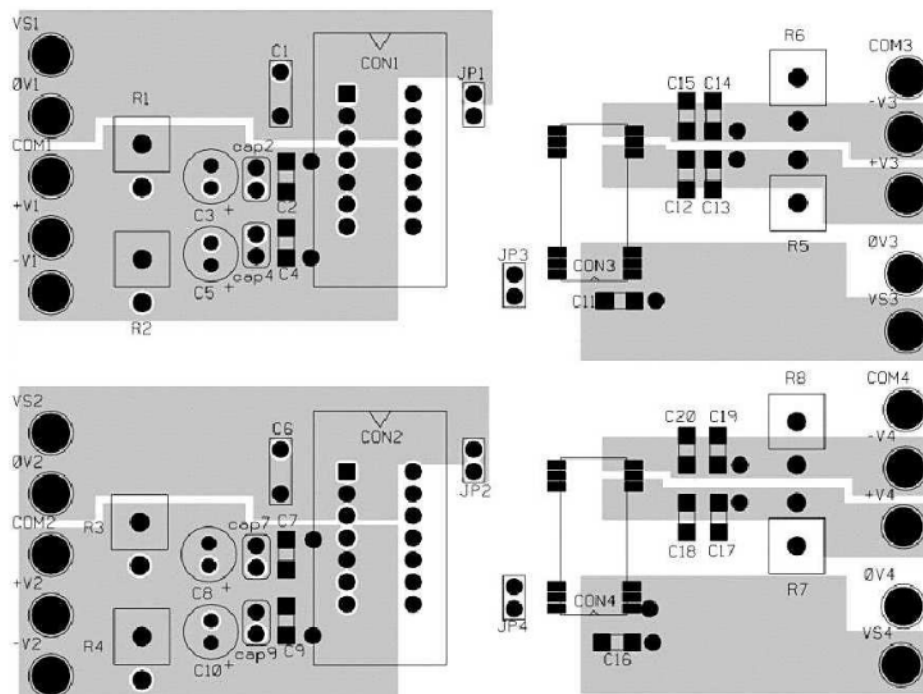 VS1
ØV1
COM1
+V1
-V1
R1
R2
C1
CON1
JP1
cap2
C3 +
C2
cap4
C5 +
C4
R6
COM3
C15 C14
-V3
+V3
C12 C13
R5
ØV3
JP3
CON3
C11
VS3
VS2
ØV2
COM2
+V2
-V2
R3
R4
C6
CON2
JP2
cap7
C7
C8 +
cap9
C10 +
C9
R8
COM4
C20 C19
-V4
+V4
C18 C17
R7
ØV4
JP4
CON4
VS4
C16